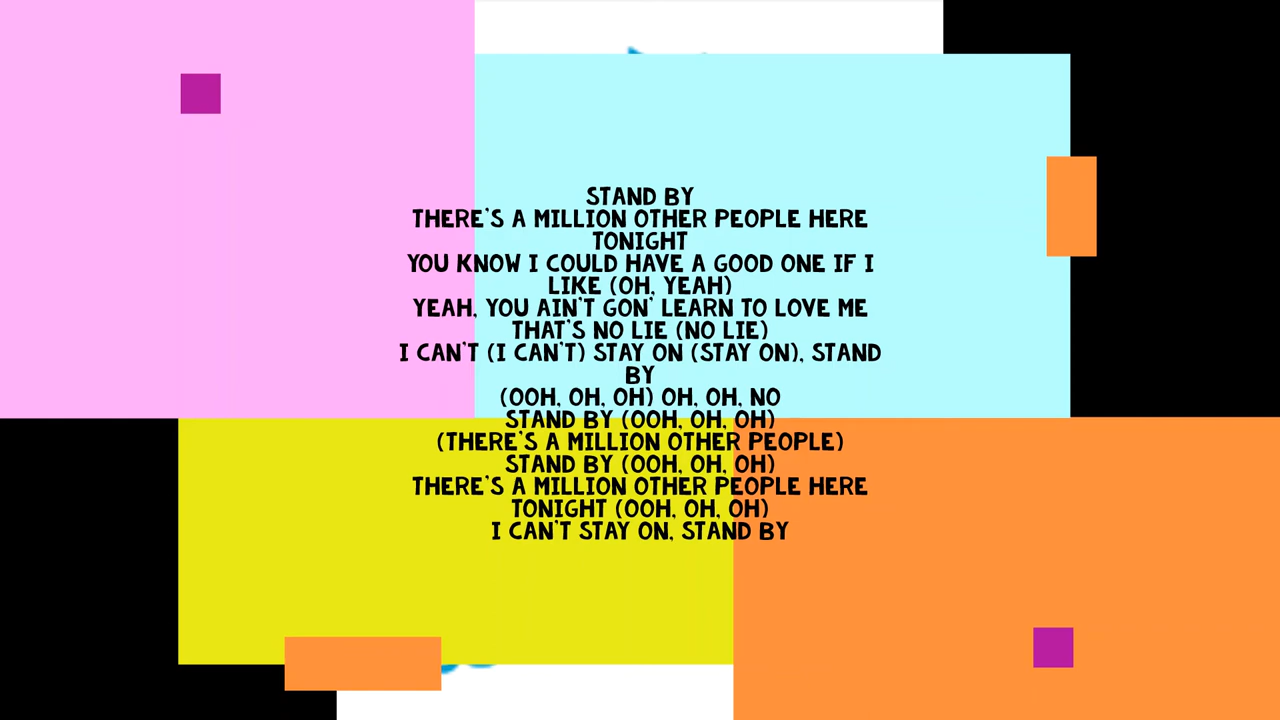 STAND BY
THERE'S A MILLION OTHER PEOPLE HERE
TONIGHT
YOU KNOW I COULD HAVE A GOOD ONE IF I
LIKE (OH, YEAH)
YEAH, YOU AIN'T GON' LEARN TO LOVE ME
THAT'S NO LIE (NO LIE)
I CAN'T (I CAN'T) STAY ON (STAY ON), STAND
BY
(OOH, OH, OH) OH, OH, NO
STAND BY (OOH, OH, OH)
(THERE'S A MILLION OTHER PEOPLE)
STAND BY (OOH, OH, OH)
THERE'S A MILLION OTHER PEOPLE HERE
TONIGHT (OOH, OH, OH)
I CAN'T STAY ON, STAND BY